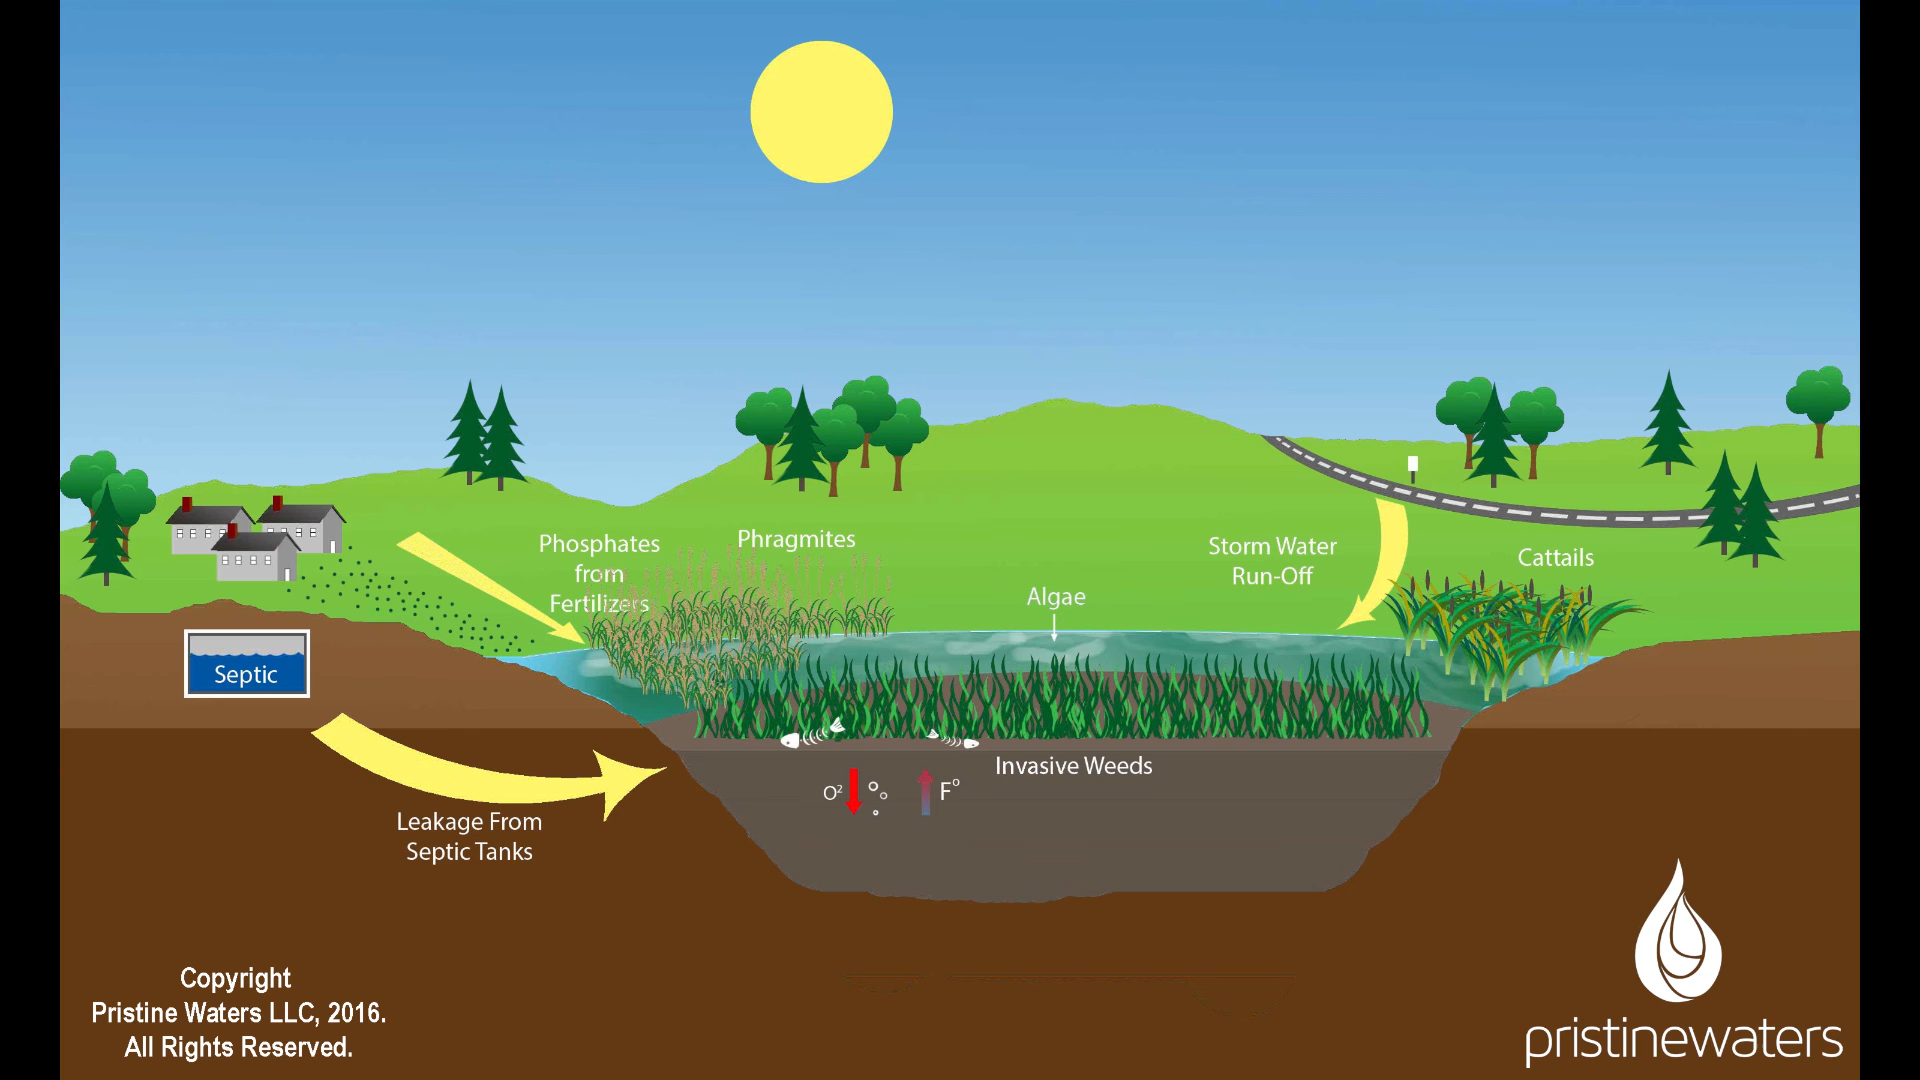 Phosphates
from
Fertilizers
Phragmites
Storm Water
Run-Off
Cattails
Algae
Septic
Invasive Weeds
O²
F°
Leakage From
Septic Tanks
Copyright
Pristine Waters LLC, 2016.
All Rights Reserved.
pristinewaters